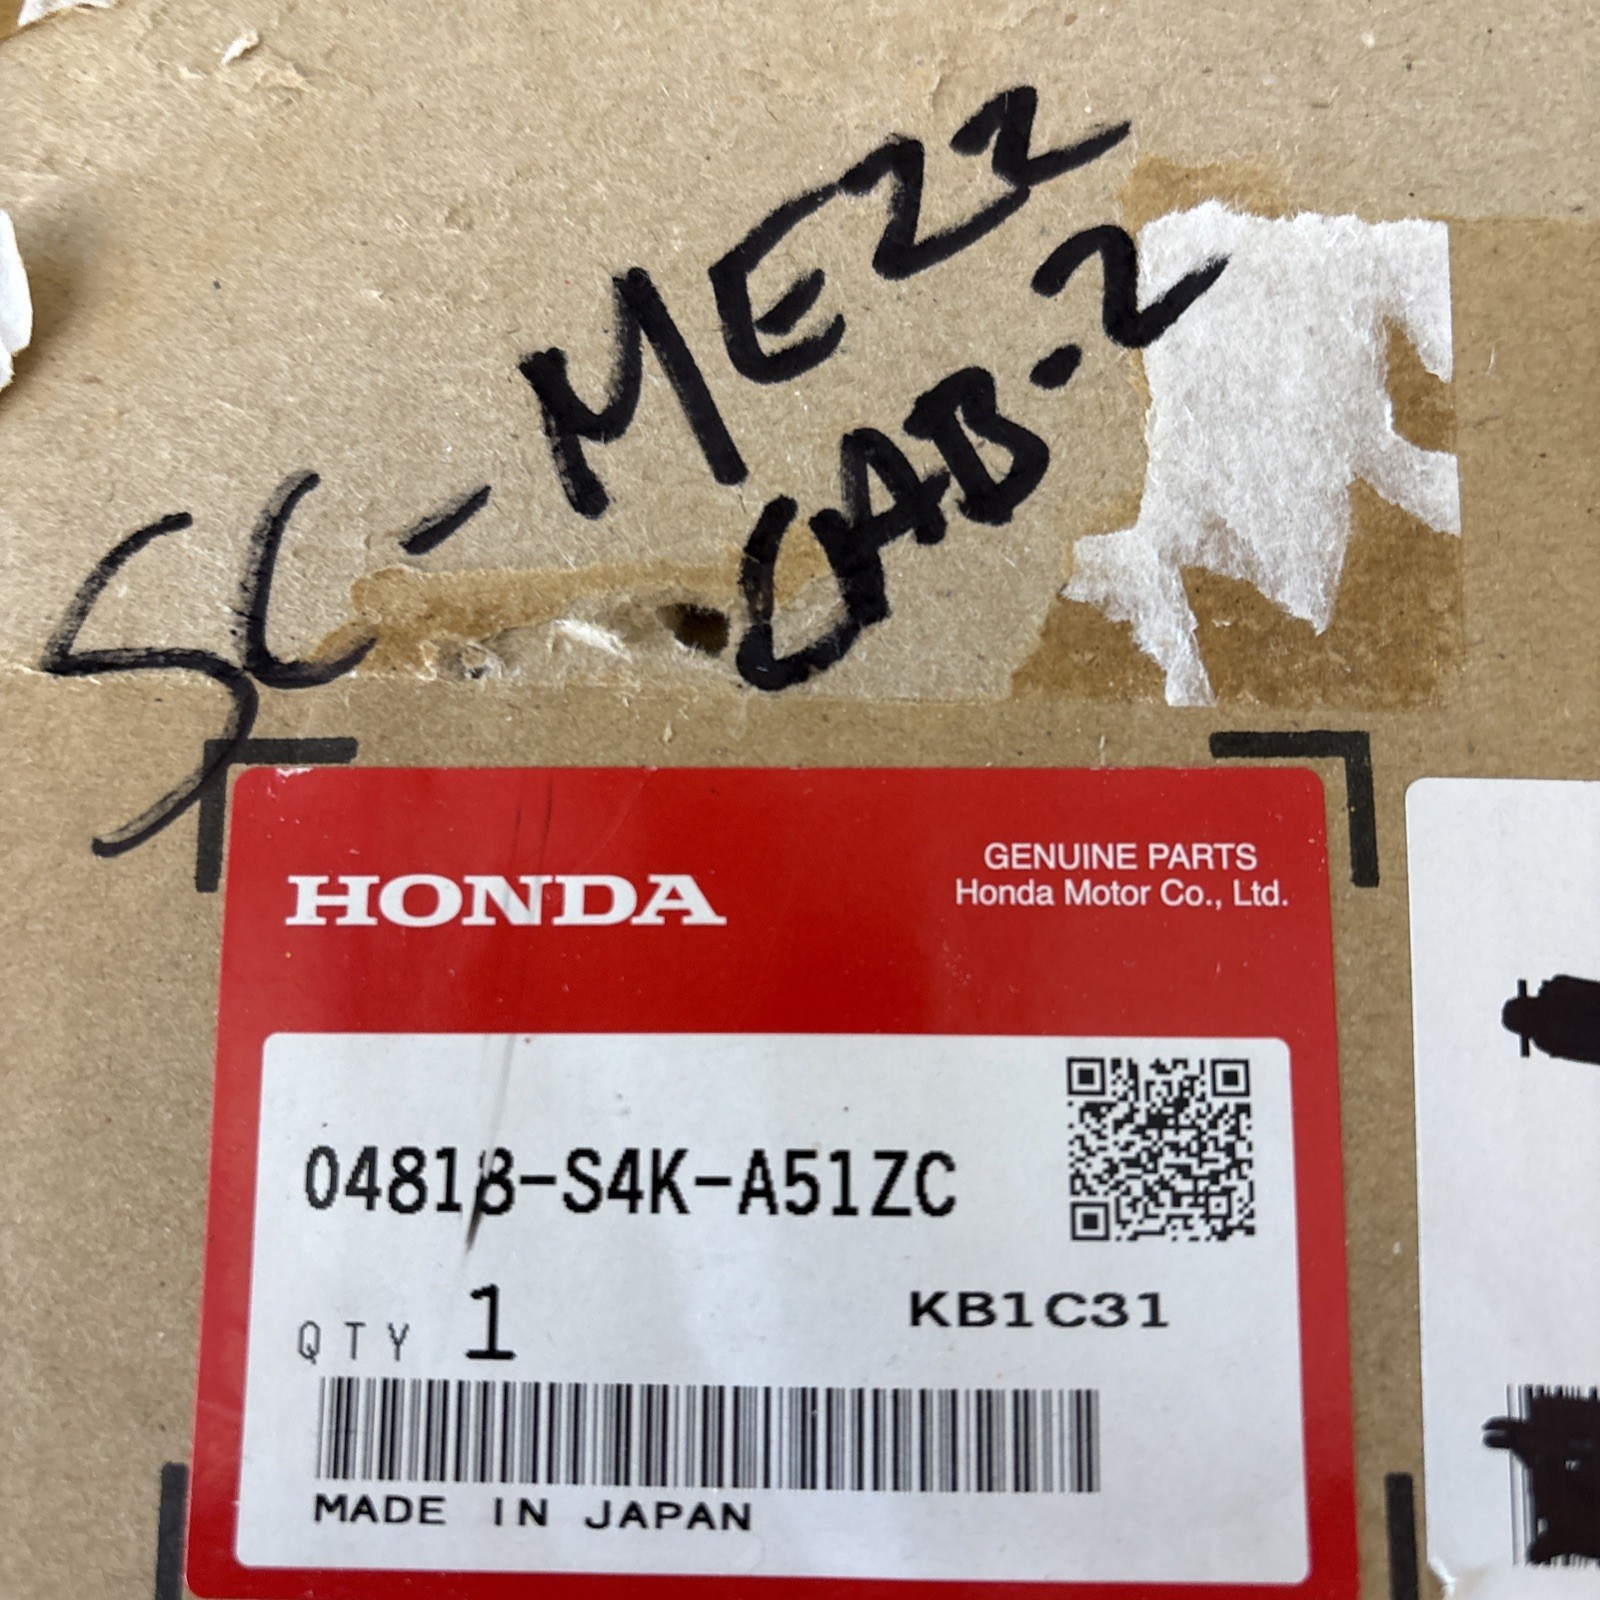 SC-MEZZ
CAB.2
HONDA
GENUINE PARTS
Honda Motor Co., Ltd.
04818-S4K-A51ZC
QTY 1
KB1C31
MADE IN JAPAN